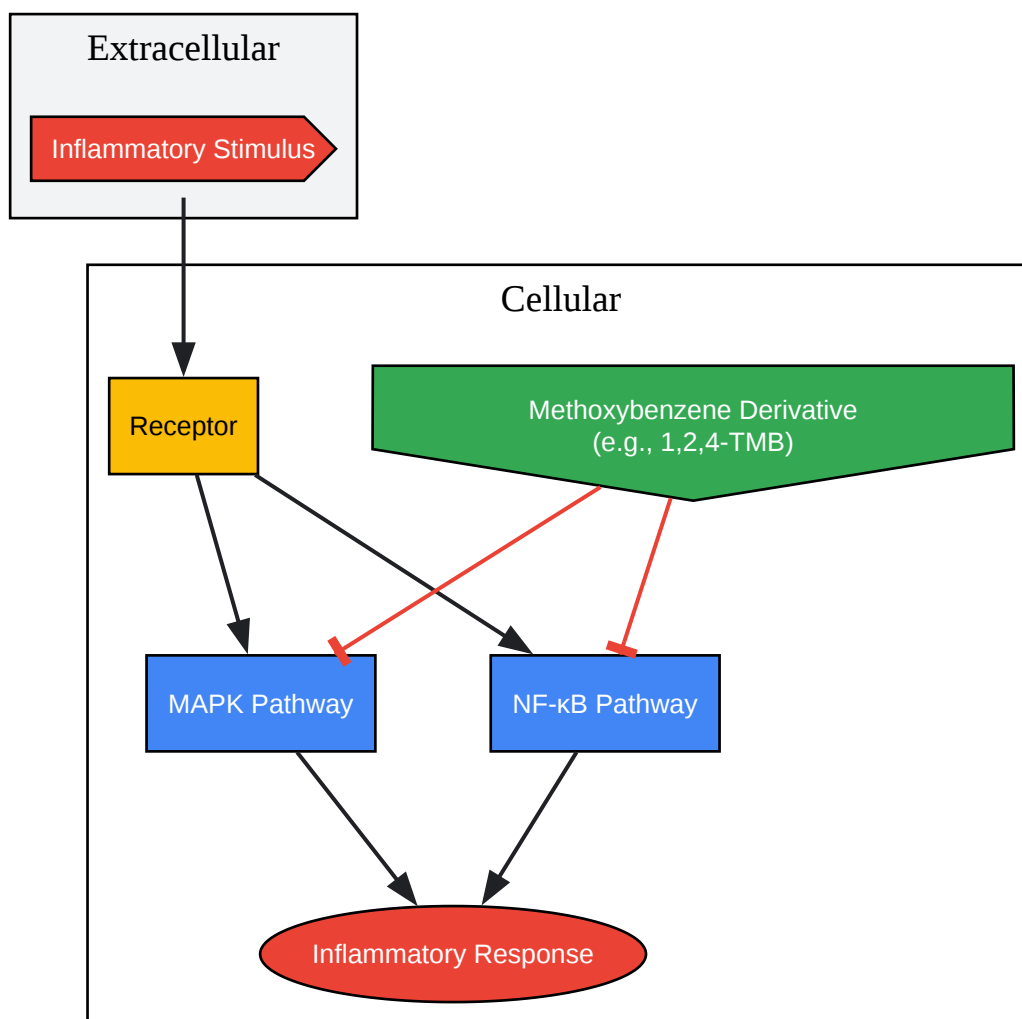 Extracellular
Inflammatory Stimulus
Cellular
Receptor
Methoxybenzene Derivative
(e.g., 1,2,4-TMB)
MAPK Pathway
NF-κB Pathway
Inflammatory Response